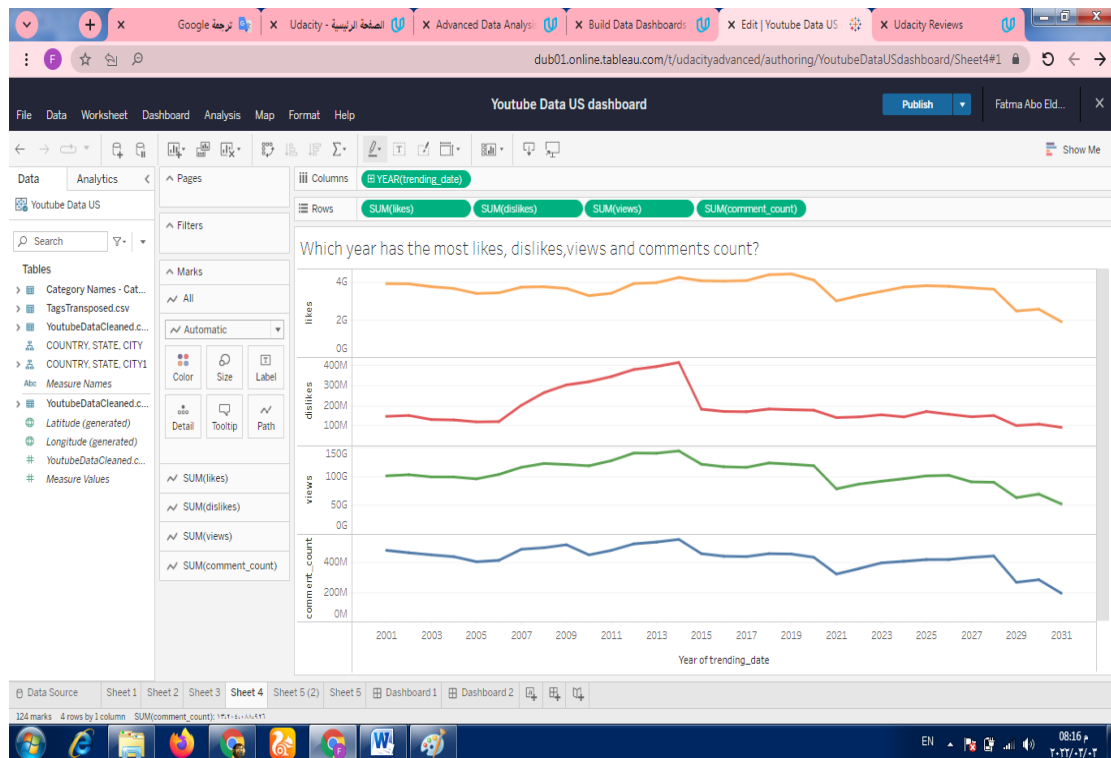 Google ترجمة
Udacity - الصفحة الرئيسية
Advanced Data Analysi
Build Data Dashboards
Edit | Youtube Data US
Udacity Reviews
F
dub01.online.tableau.com/t/udacityadvanced/authoring/YoutubeDataUSdashboard/Sheet4#1
Youtube Data US dashboard
Publish
Fatma Abo Eld...
File Data Worksheet Dashboard Analysis Map Format Help
Show Me
Data Analytics
Pages
Columns YEAR(trending_date)
Youtube Data US
Rows SUM(likes) SUM(dislikes) SUM(views) SUM(comment_count)
Filters
Search
Which year has the most likes, dislikes,views and comments count?
Tables
Category Names - Cat...
TagsTransposed.csv
YoutubeDataCleaned.c...
COUNTRY, STATE, CITY
COUNTRY, STATE, CITY1
Abc Measure Names
YoutubeDataCleaned.c...
Latitude (generated)
Longitude (generated)
YoutubeDataCleaned.c...
Measure Values
Marks
All
Automatic
Color Size Label
Detail Tooltip Path
SUM(likes)
SUM(dislikes)
SUM(views)
SUM(comment_count)
likes
4G
2G
0G
dislikes
400M
300M
200M
100M
views
150G
100G
50G
0G
comment_count
400M
200M
0M
2001 2003 2005 2007 2009 2011 2013 2015 2017 2019 2021 2023 2025 2027 2029 2031
Year of trending_date
Data Source Sheet 1 Sheet 2 Sheet 3 Sheet 4 Sheet 5 (2) Sheet 5 Dashboard 1 Dashboard 2
124 marks 4 rows by 1 column SUM(comment_count):
EN
08:16 م
٢٠٢٢/٠٣/٠٣